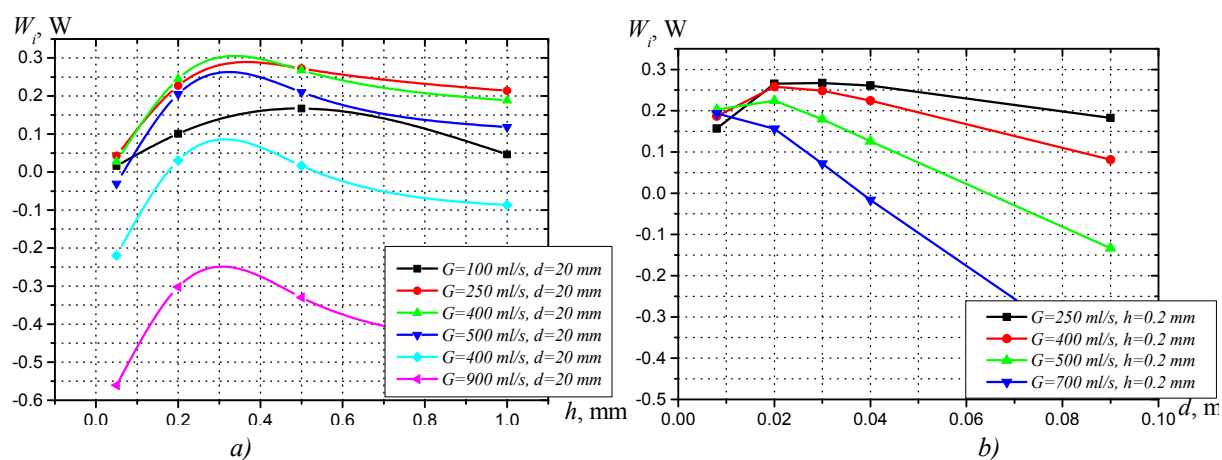 W_i, W
0.3
0.2
0.1
0.0
-0.1
-0.2
-0.3
-0.4
-0.5
-0.6
0.0 0.2 0.4 0.6 0.8 1.0
h, mm
G=100 ml/s, d=20 mm
G=250 ml/s, d=20 mm
G=400 ml/s, d=20 mm
G=500 ml/s, d=20 mm
G=400 ml/s, d=20 mm
G=900 ml/s, d=20 mm
a)
W_i, W
0.3
0.2
0.1
0.0
-0.1
-0.2
-0.3
-0.4
-0.5
0.00 0.02 0.04 0.06 0.08 0.10
d, m
G=250 ml/s, h=0.2 mm
G=400 ml/s, h=0.2 mm
G=500 ml/s, h=0.2 mm
G=700 ml/s, h=0.2 mm
b)